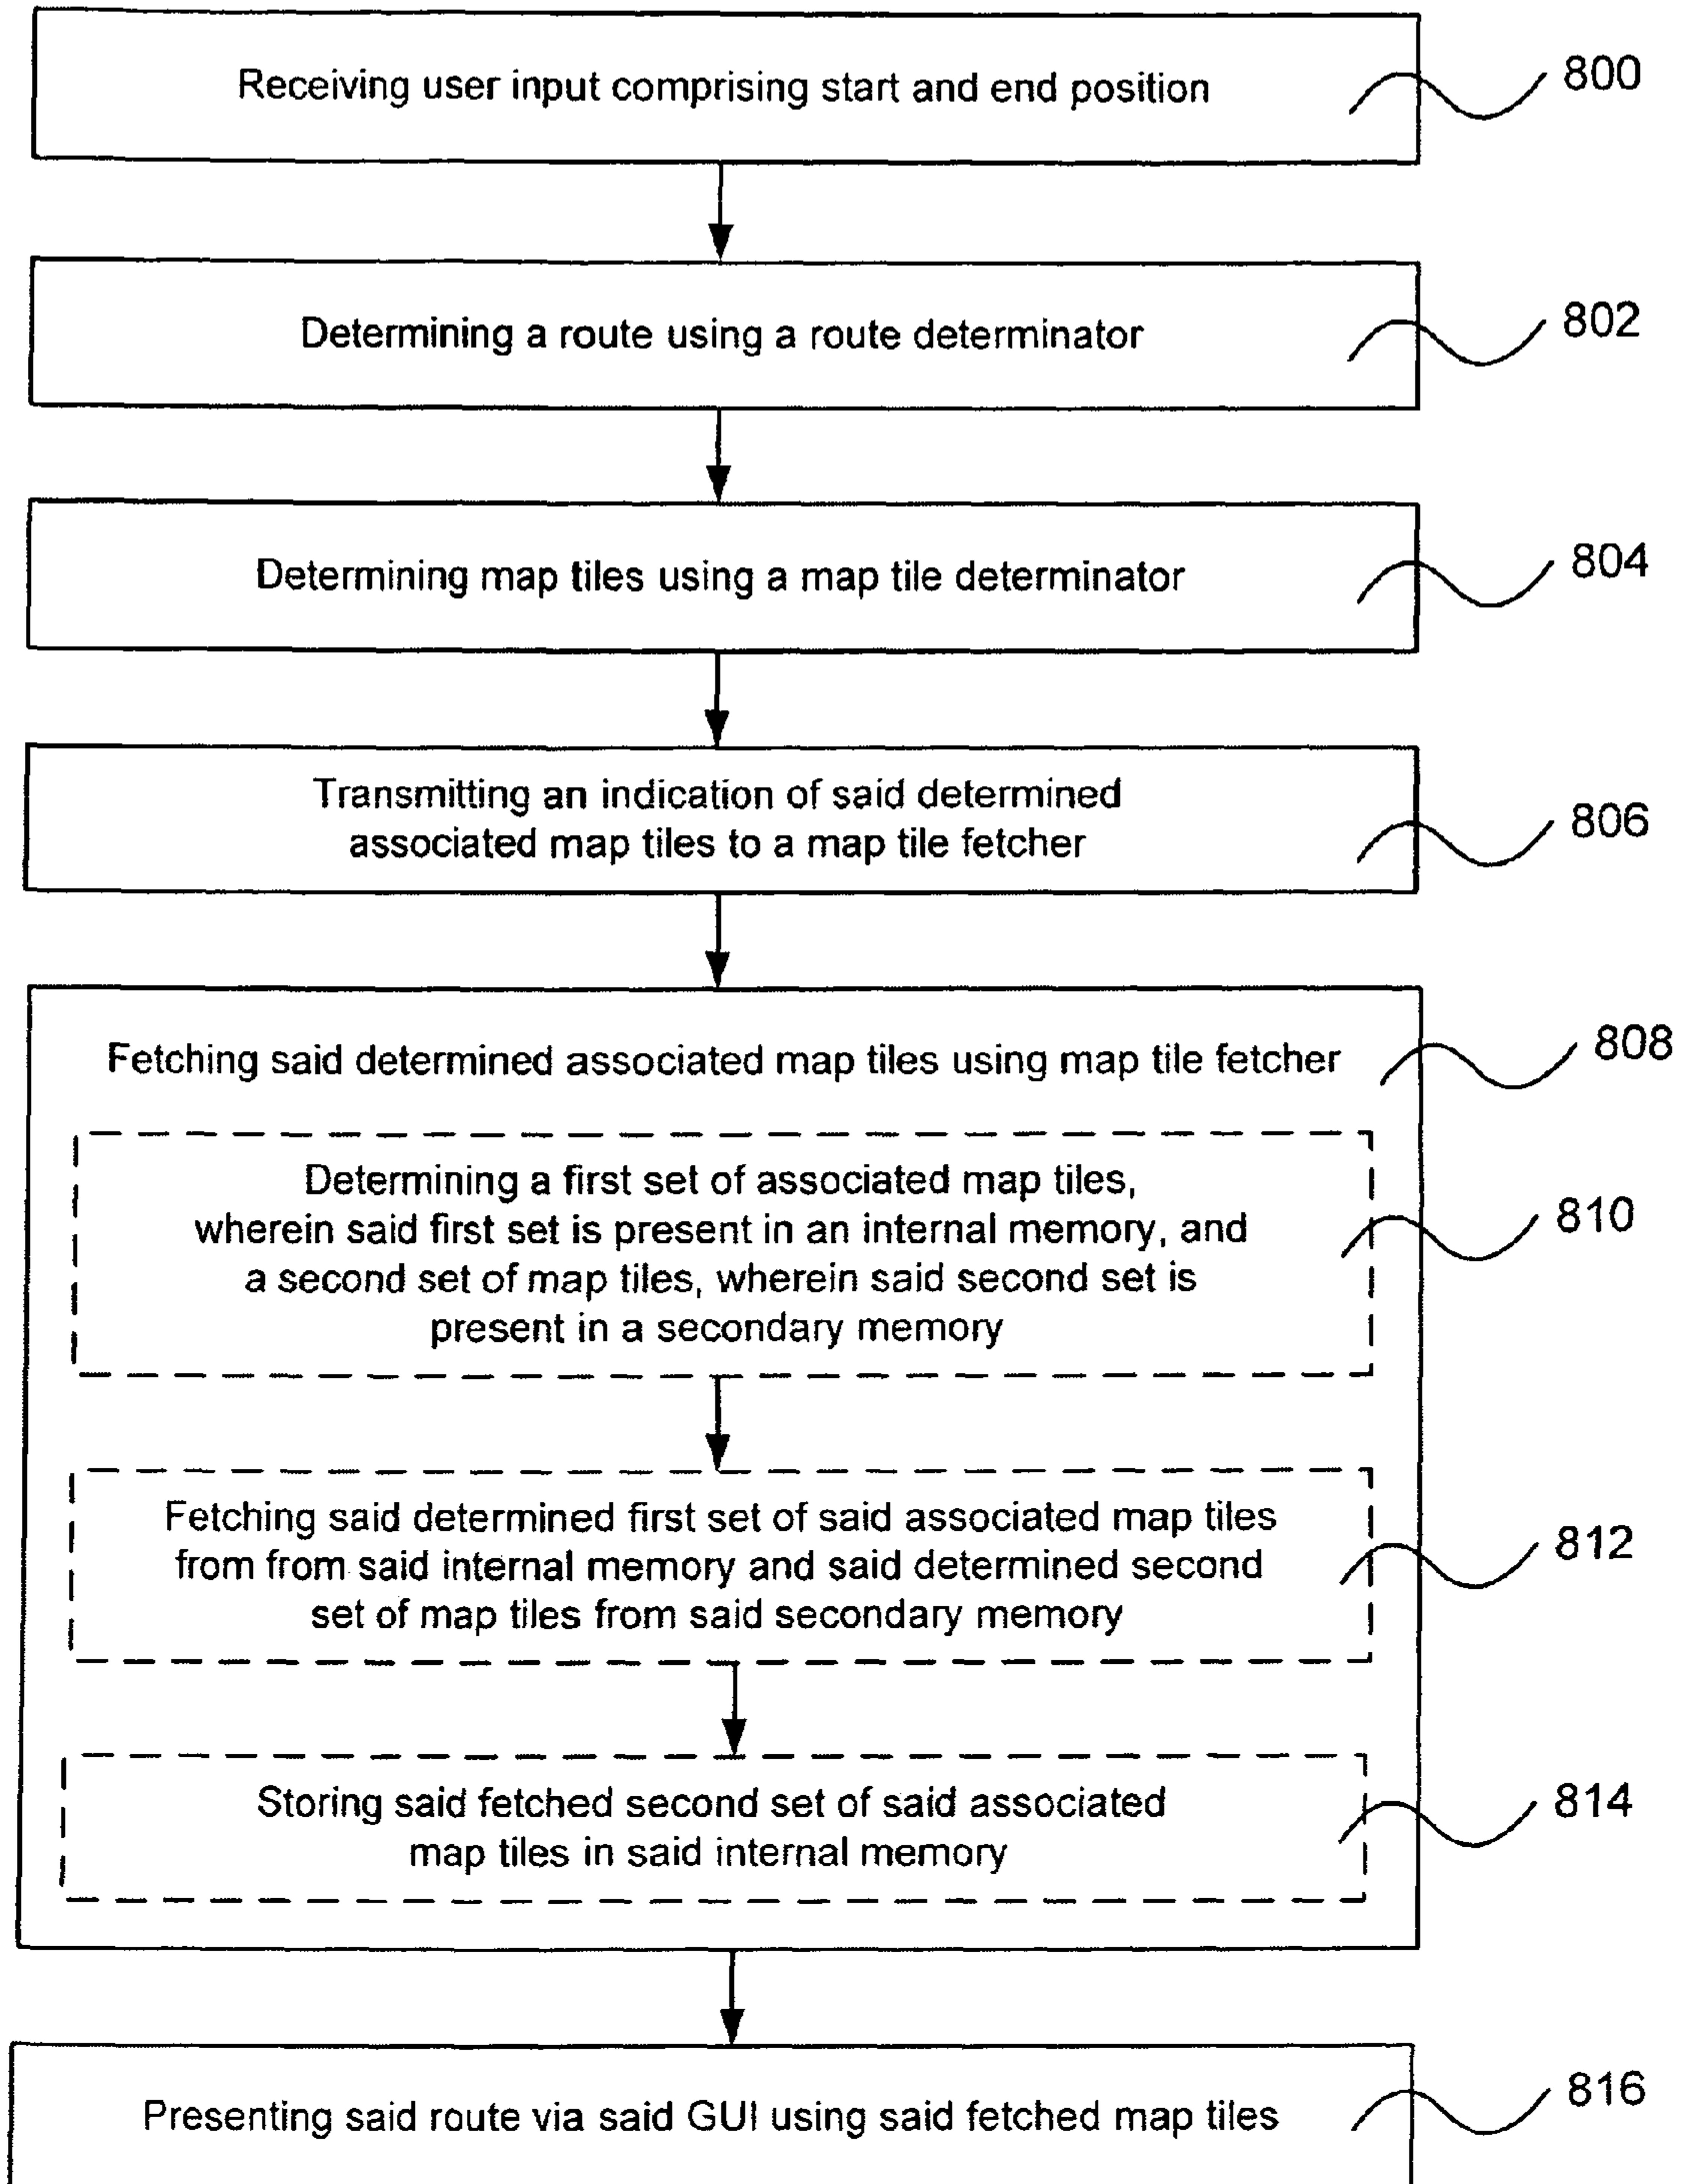 Receiving user input comprising start and end position
800
Determining a route using a route determinator
802
Determining map tiles using a map tile determinator
804
Transmitting an indication of said determined
associated map tiles to a map tile fetcher
806
Fetching said determined associated map tiles using map tile fetcher
808
Determining a first set of associated map tiles,
wherein said first set is present in an internal memory, and
a second set of map tiles, wherein said second set is
present in a secondary memory
810
Fetching said determined first set of said associated map tiles
from from said internal memory and said determined second
set of map tiles from said secondary memory
812
Storing said fetched second set of said associated
map tiles in said internal memory
814
Presenting said route via said GUI using said fetched map tiles
816